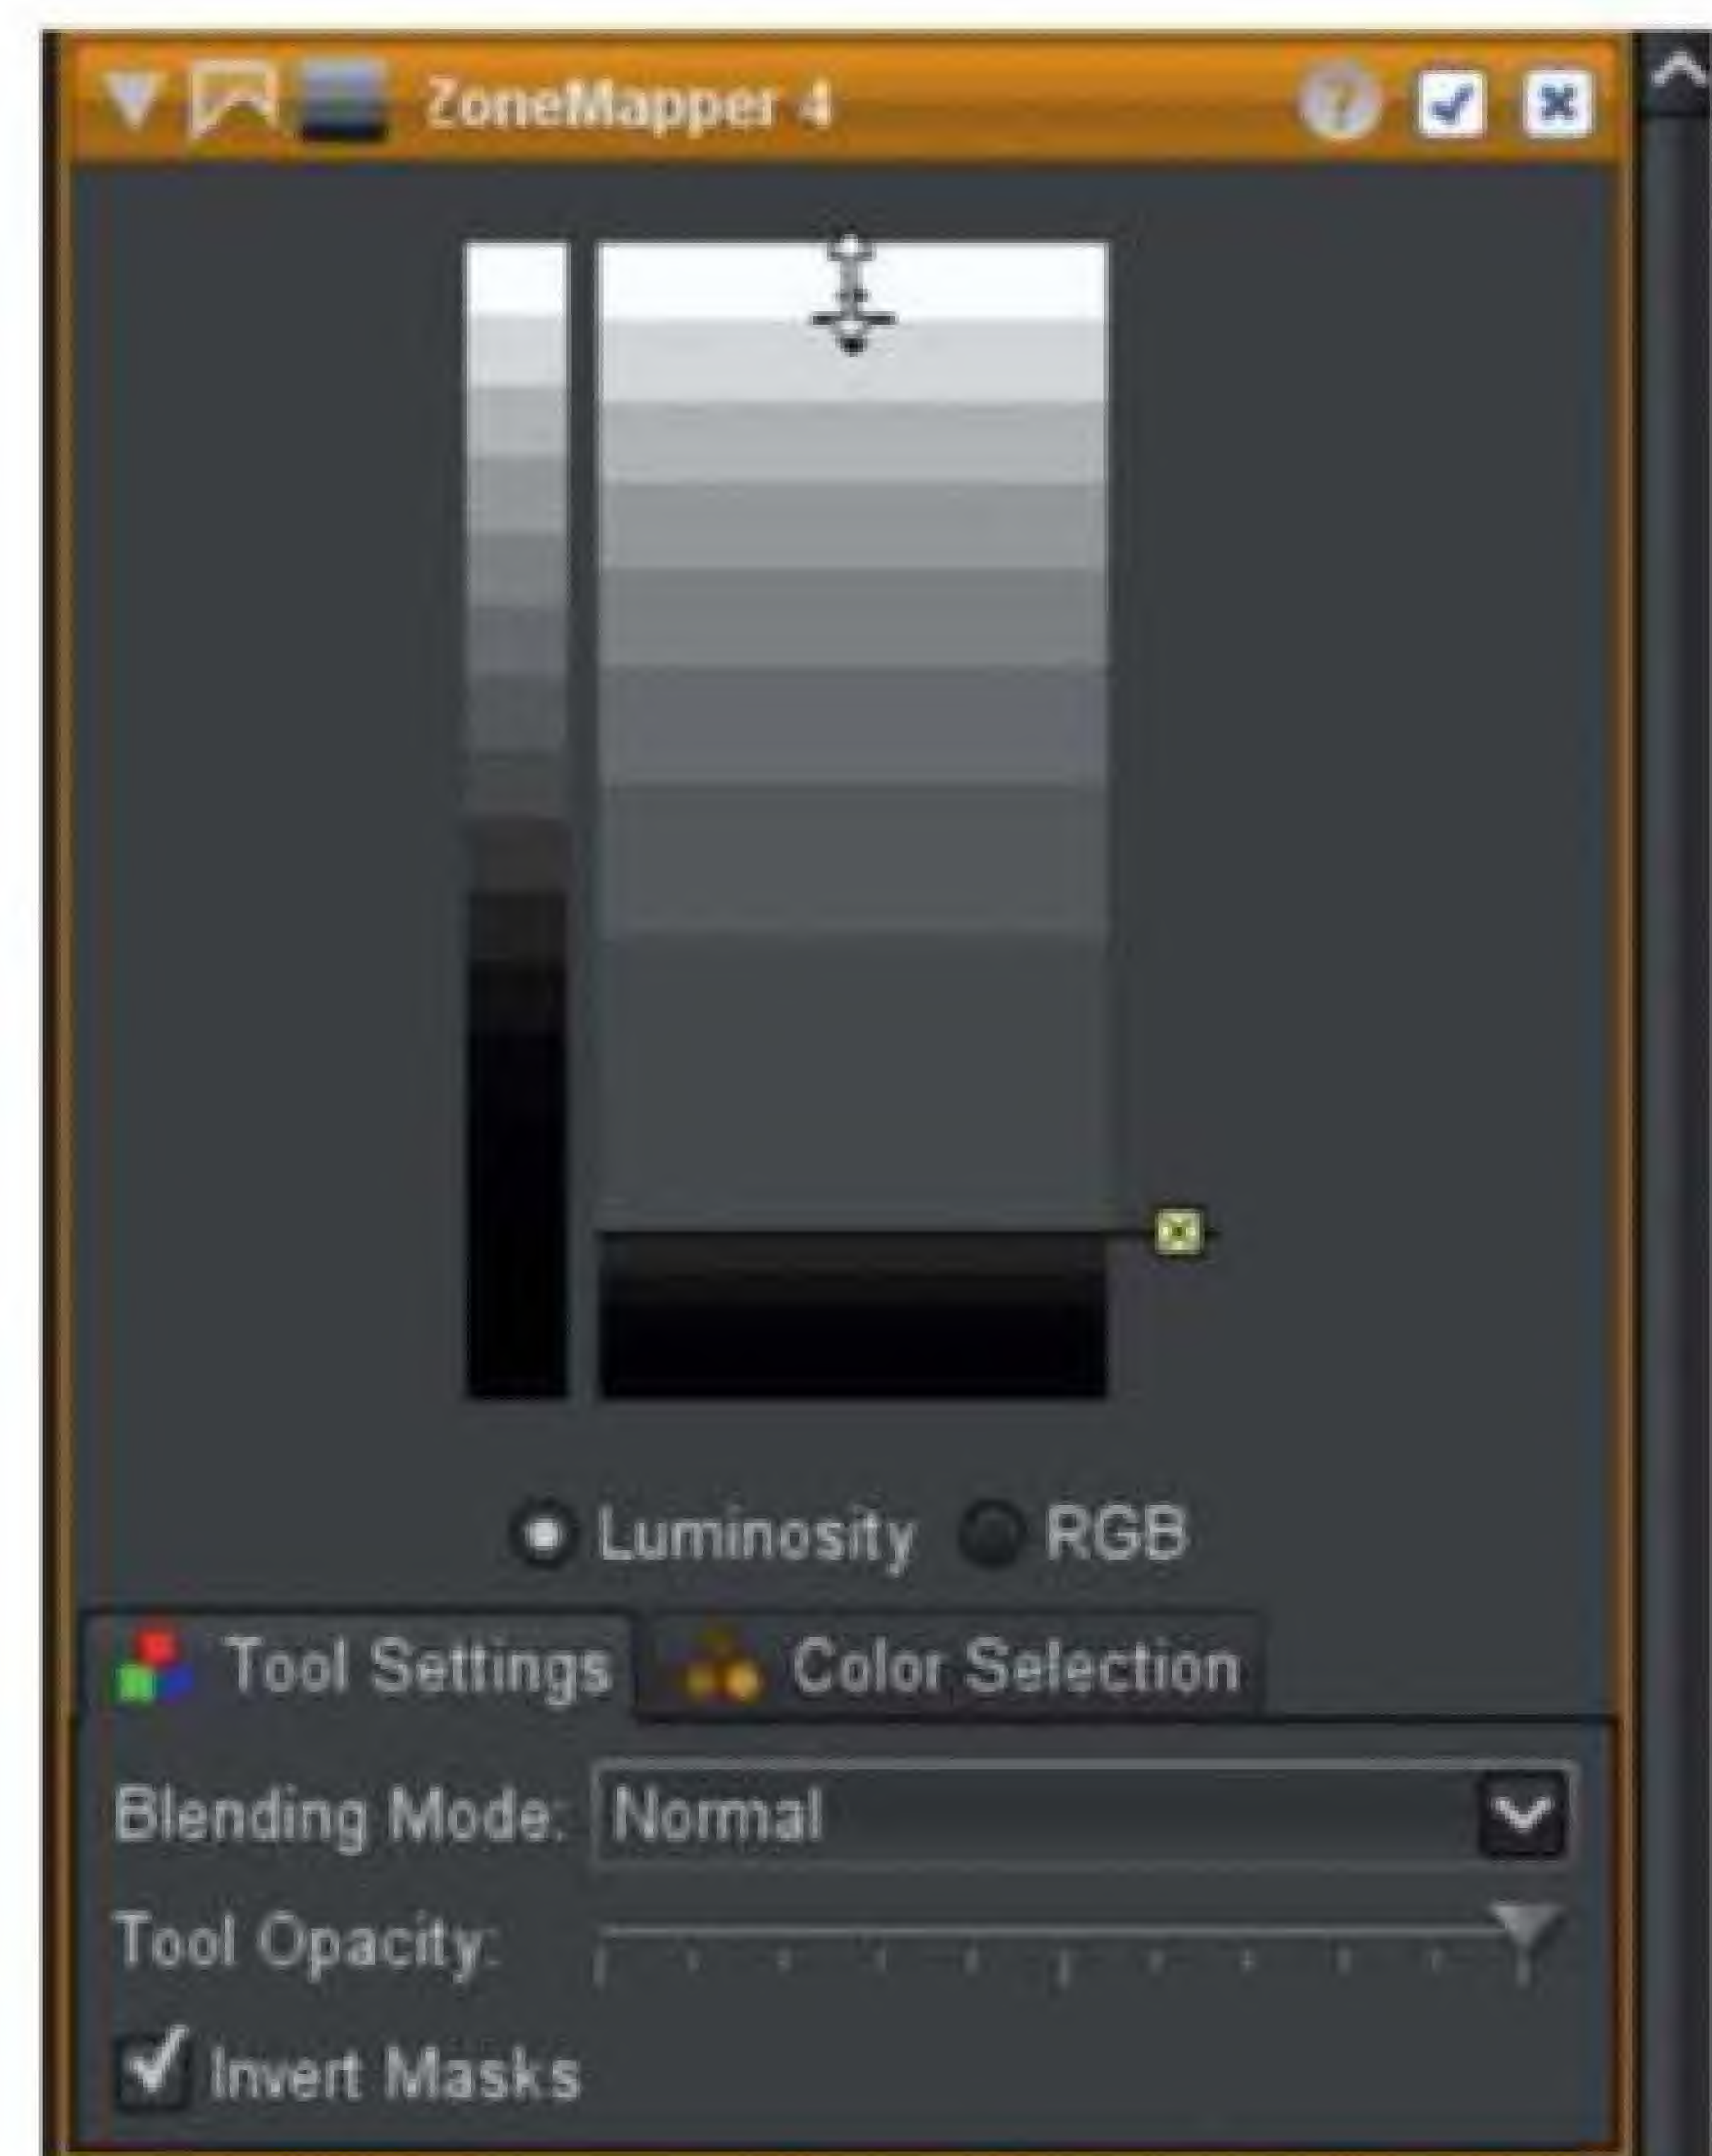 ZoneMapper 4 ?
Luminosity RGB
Tool Settings Color Selection
Blending Mode: Normal
Tool Opacity:
Invert Masks